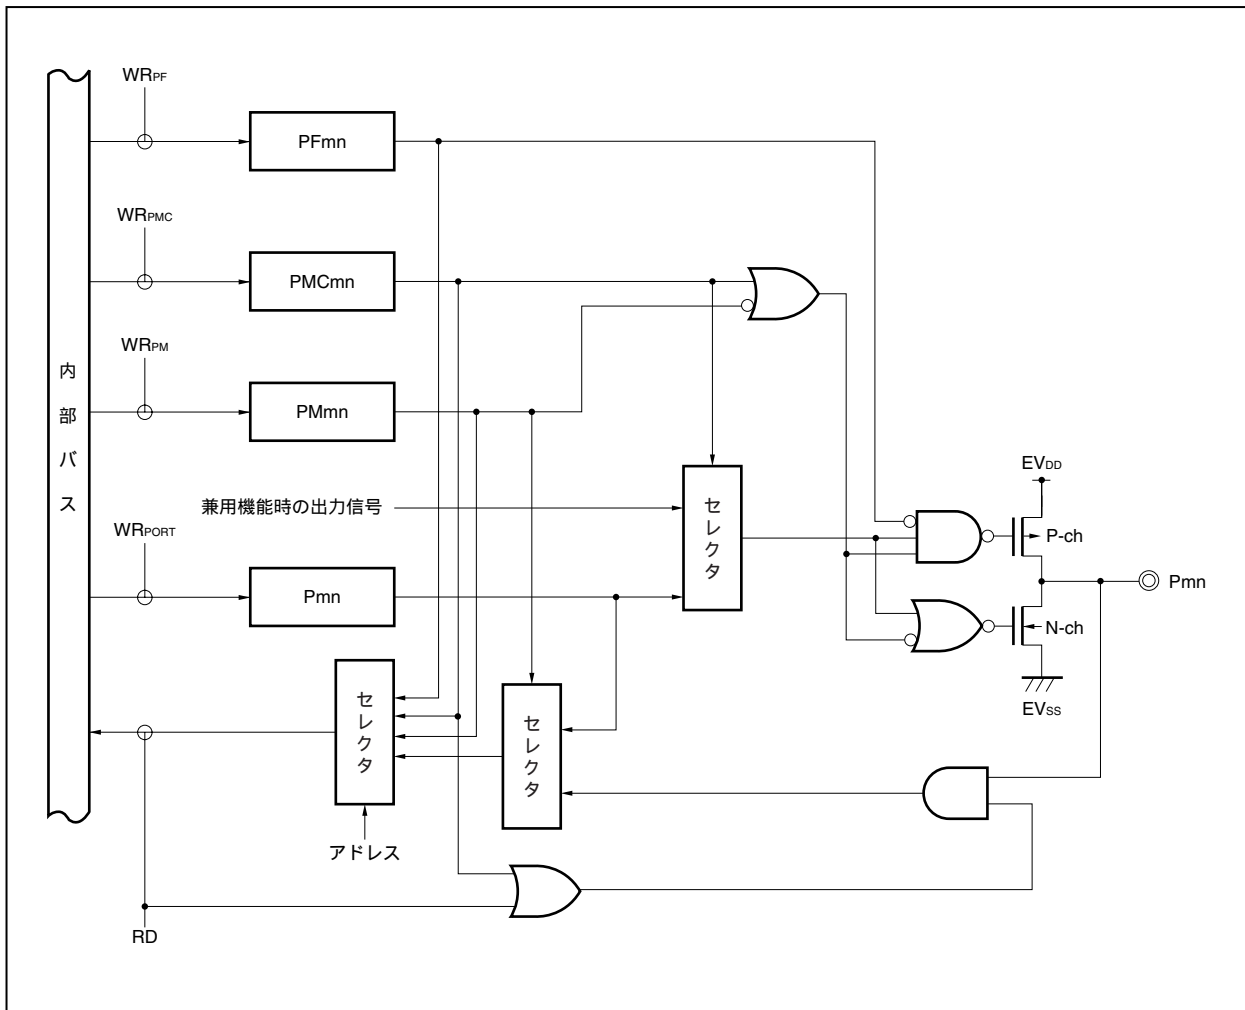 WRPF
PFmn
WRPMC
PMCmn
WRPM
PMmn
内部バス
兼用機能時の出力信号
WRPORT
Pmn
セレクタ
EVDD
P-ch
Pmn
N-ch
EVSS
セレクタ
セレクタ
アドレス
RD